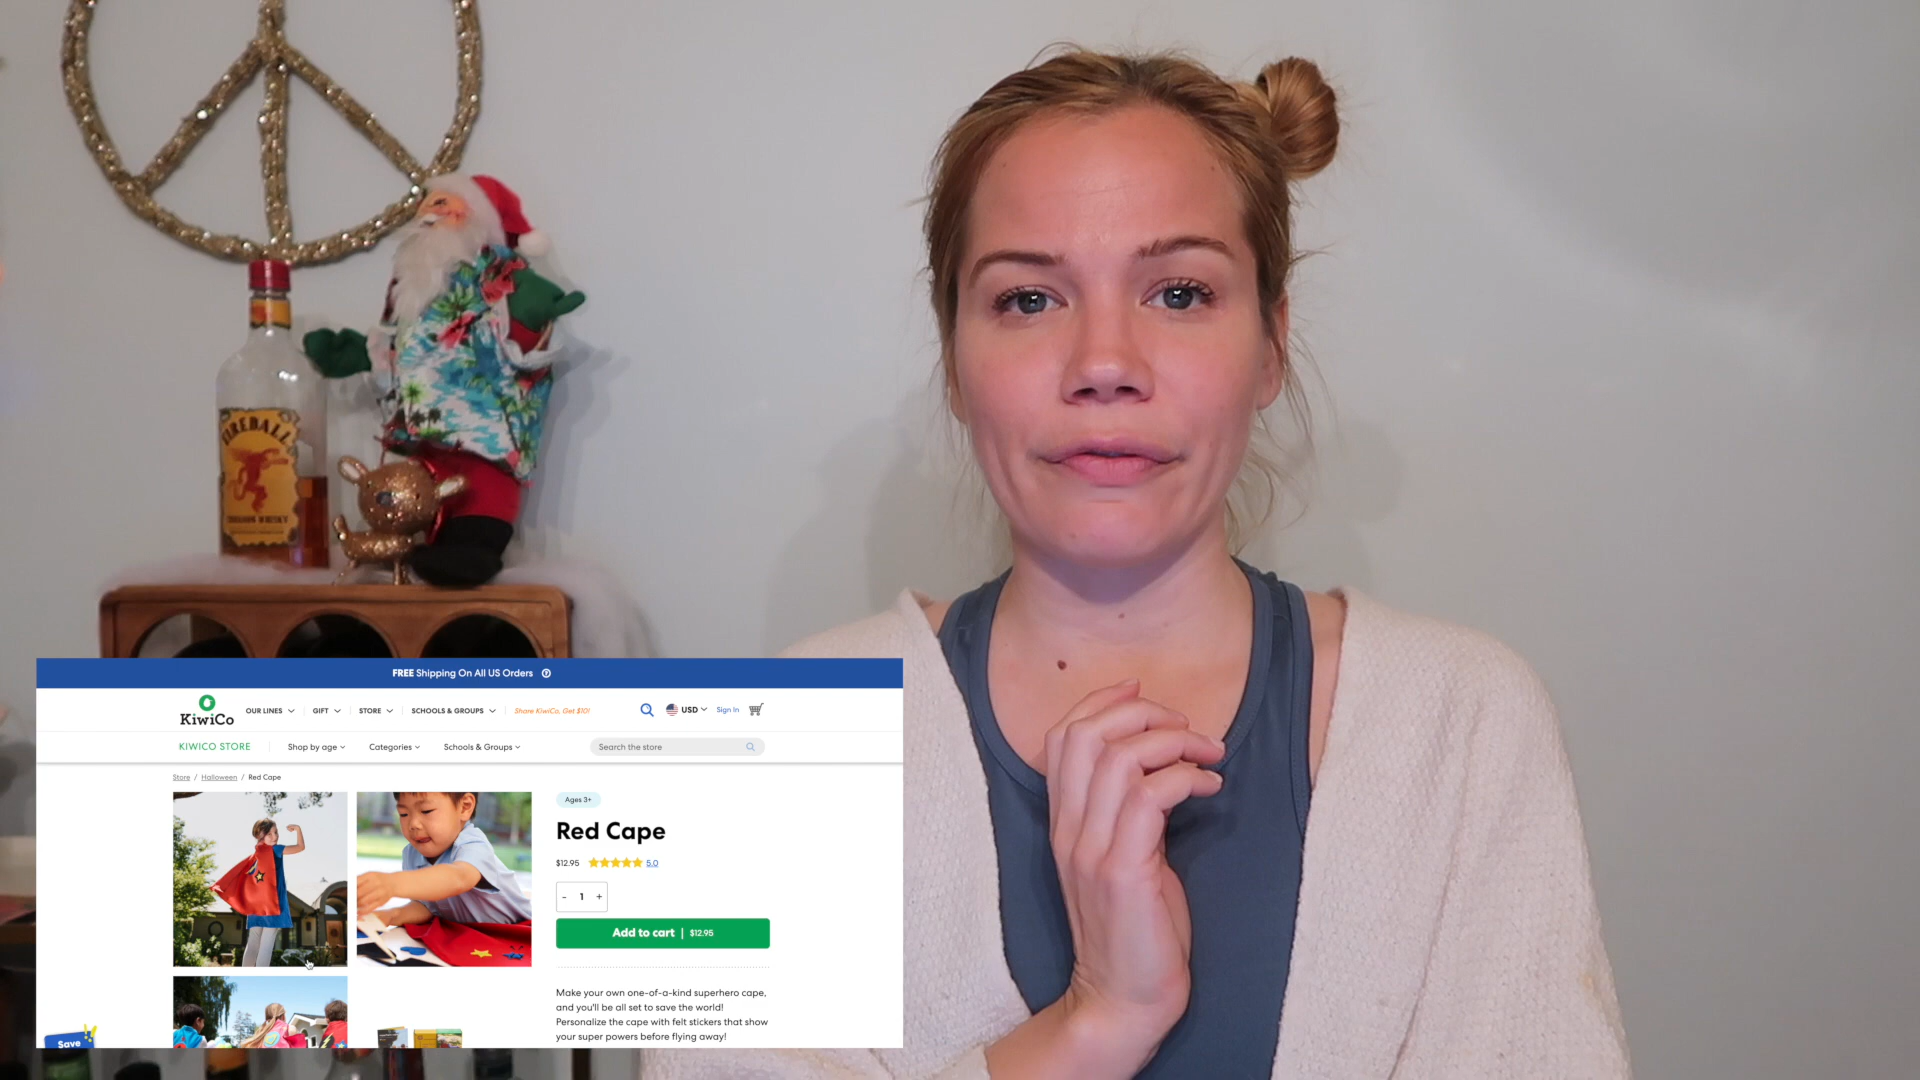 FIREBALL
CINNAMON WHISKY
FREE Shipping On All US Orders
KiwiCo
OUR LINES
GIFT
STORE
SCHOOLS & GROUPS
Share KiwiCo, Get $10!
USD
Sign In
KIWICO STORE
Shop by age
Categories
Schools & Groups
Search the store
Store / Halloween / Red Cape
Ages 3+
Red Cape
$12.95
5.0
- 1 +
Add to cart | $12.95
Make your own one-of-a-kind superhero cape,
and you'll be all set to save the world!
Personalize the cape with felt stickers that show
your super powers before flying away!
Save